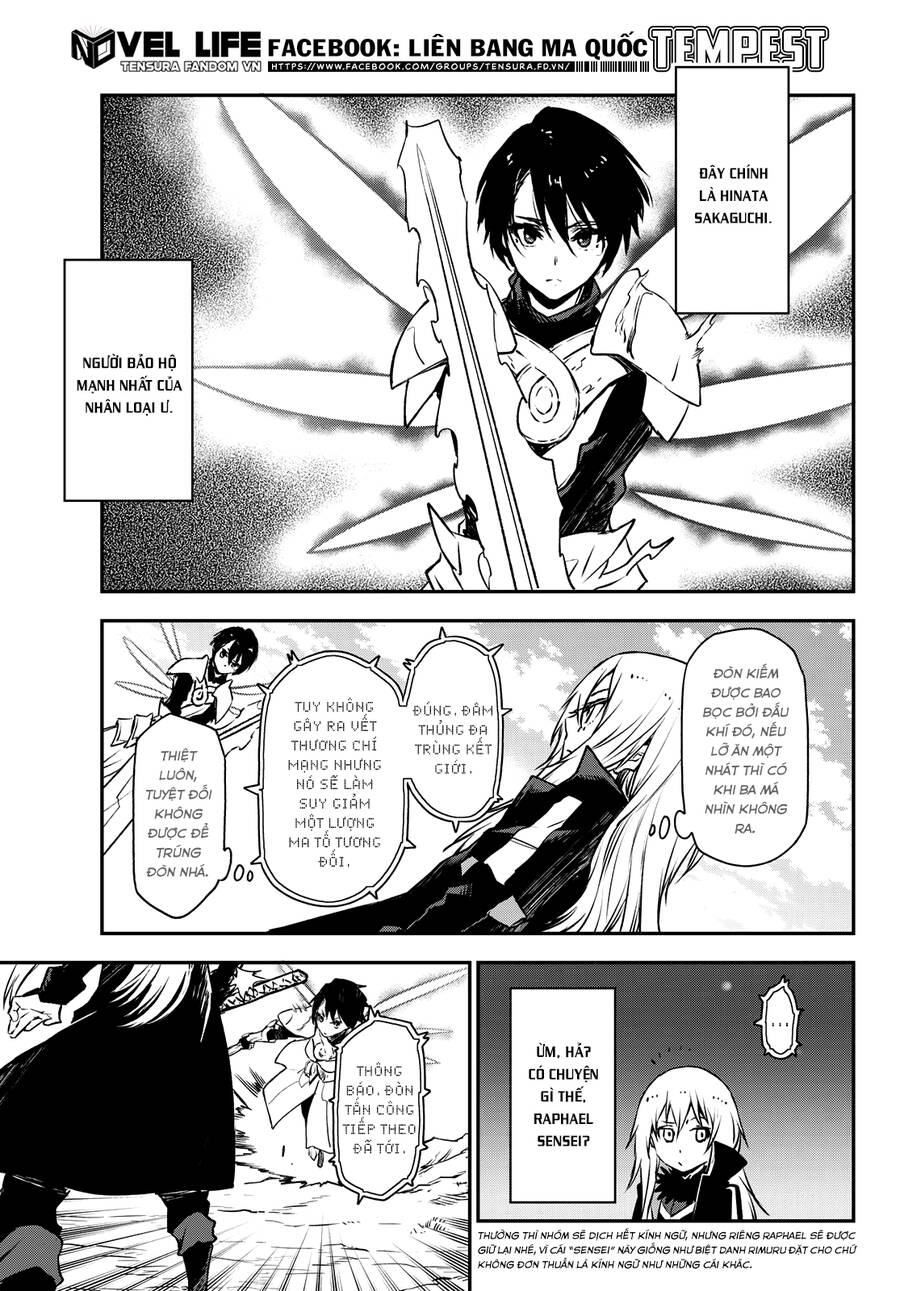 NOVEL LIFE
TENSURA FANDOM VN
FACEBOOK: LIÊN BANG MA QUỐC
HTTPS://WWW.FACEBOOK.COM/GROUPS/TENSURA.FD.VN/
TEMPEST
ĐÂY CHÍNH
LÀ HINATA
SAKAGUCHI.
NGƯỜI BẢO HỘ
MẠNH NHẤT CỦA
NHÂN LOẠI Ư.
ĐÒN KIẾM
ĐƯỢC BAO
BỌC BỞI ĐẤU
KHÍ ĐÓ, NẾU
LỠ ĂN MỘT
NHÁT THÌ CÓ
KHI BA MÁ
NHÌN KHÔNG
RA.
ĐÚNG. ĐÂM
THỦNG ĐA
TRÙNG KẾT
GIỚI.
TUY KHÔNG
GÂY RA VẾT
THƯƠNG CHÍ
MẠNG NHƯNG
NÓ SẼ LÀM
SUY GIẢM
MỘT LƯỢNG
MA TỐ TƯƠNG
ĐỐI.
THIỆT
LUÔN,
TUYỆT ĐỐI
KHÔNG
ĐƯỢC ĐỂ
TRÚNG
ĐÒN NHÁ.
...
ỪM, HẢ?
CÓ CHUYỆN
GÌ THẾ,
RAPHAEL
SENSEI?
THÔNG
BÁO. ĐÒN
TẤN CÔNG
TIẾP THEO
ĐÃ TỚI.
THƯỜNG THÌ NHÓM SẼ DỊCH HẾT KÍNH NGỮ, NHƯNG RIÊNG RAPHAEL SẼ ĐƯỢC
GIỮ LẠI NHÉ, VÌ CÁI “SENSEI” NÀY GIỐNG NHƯ BIỆT DANH RIMURU ĐẶT CHO CHỨ
KHÔNG ĐƠN THUẦN LÀ KÍNH NGỮ NHƯ NHỮNG CÁI KHÁC.